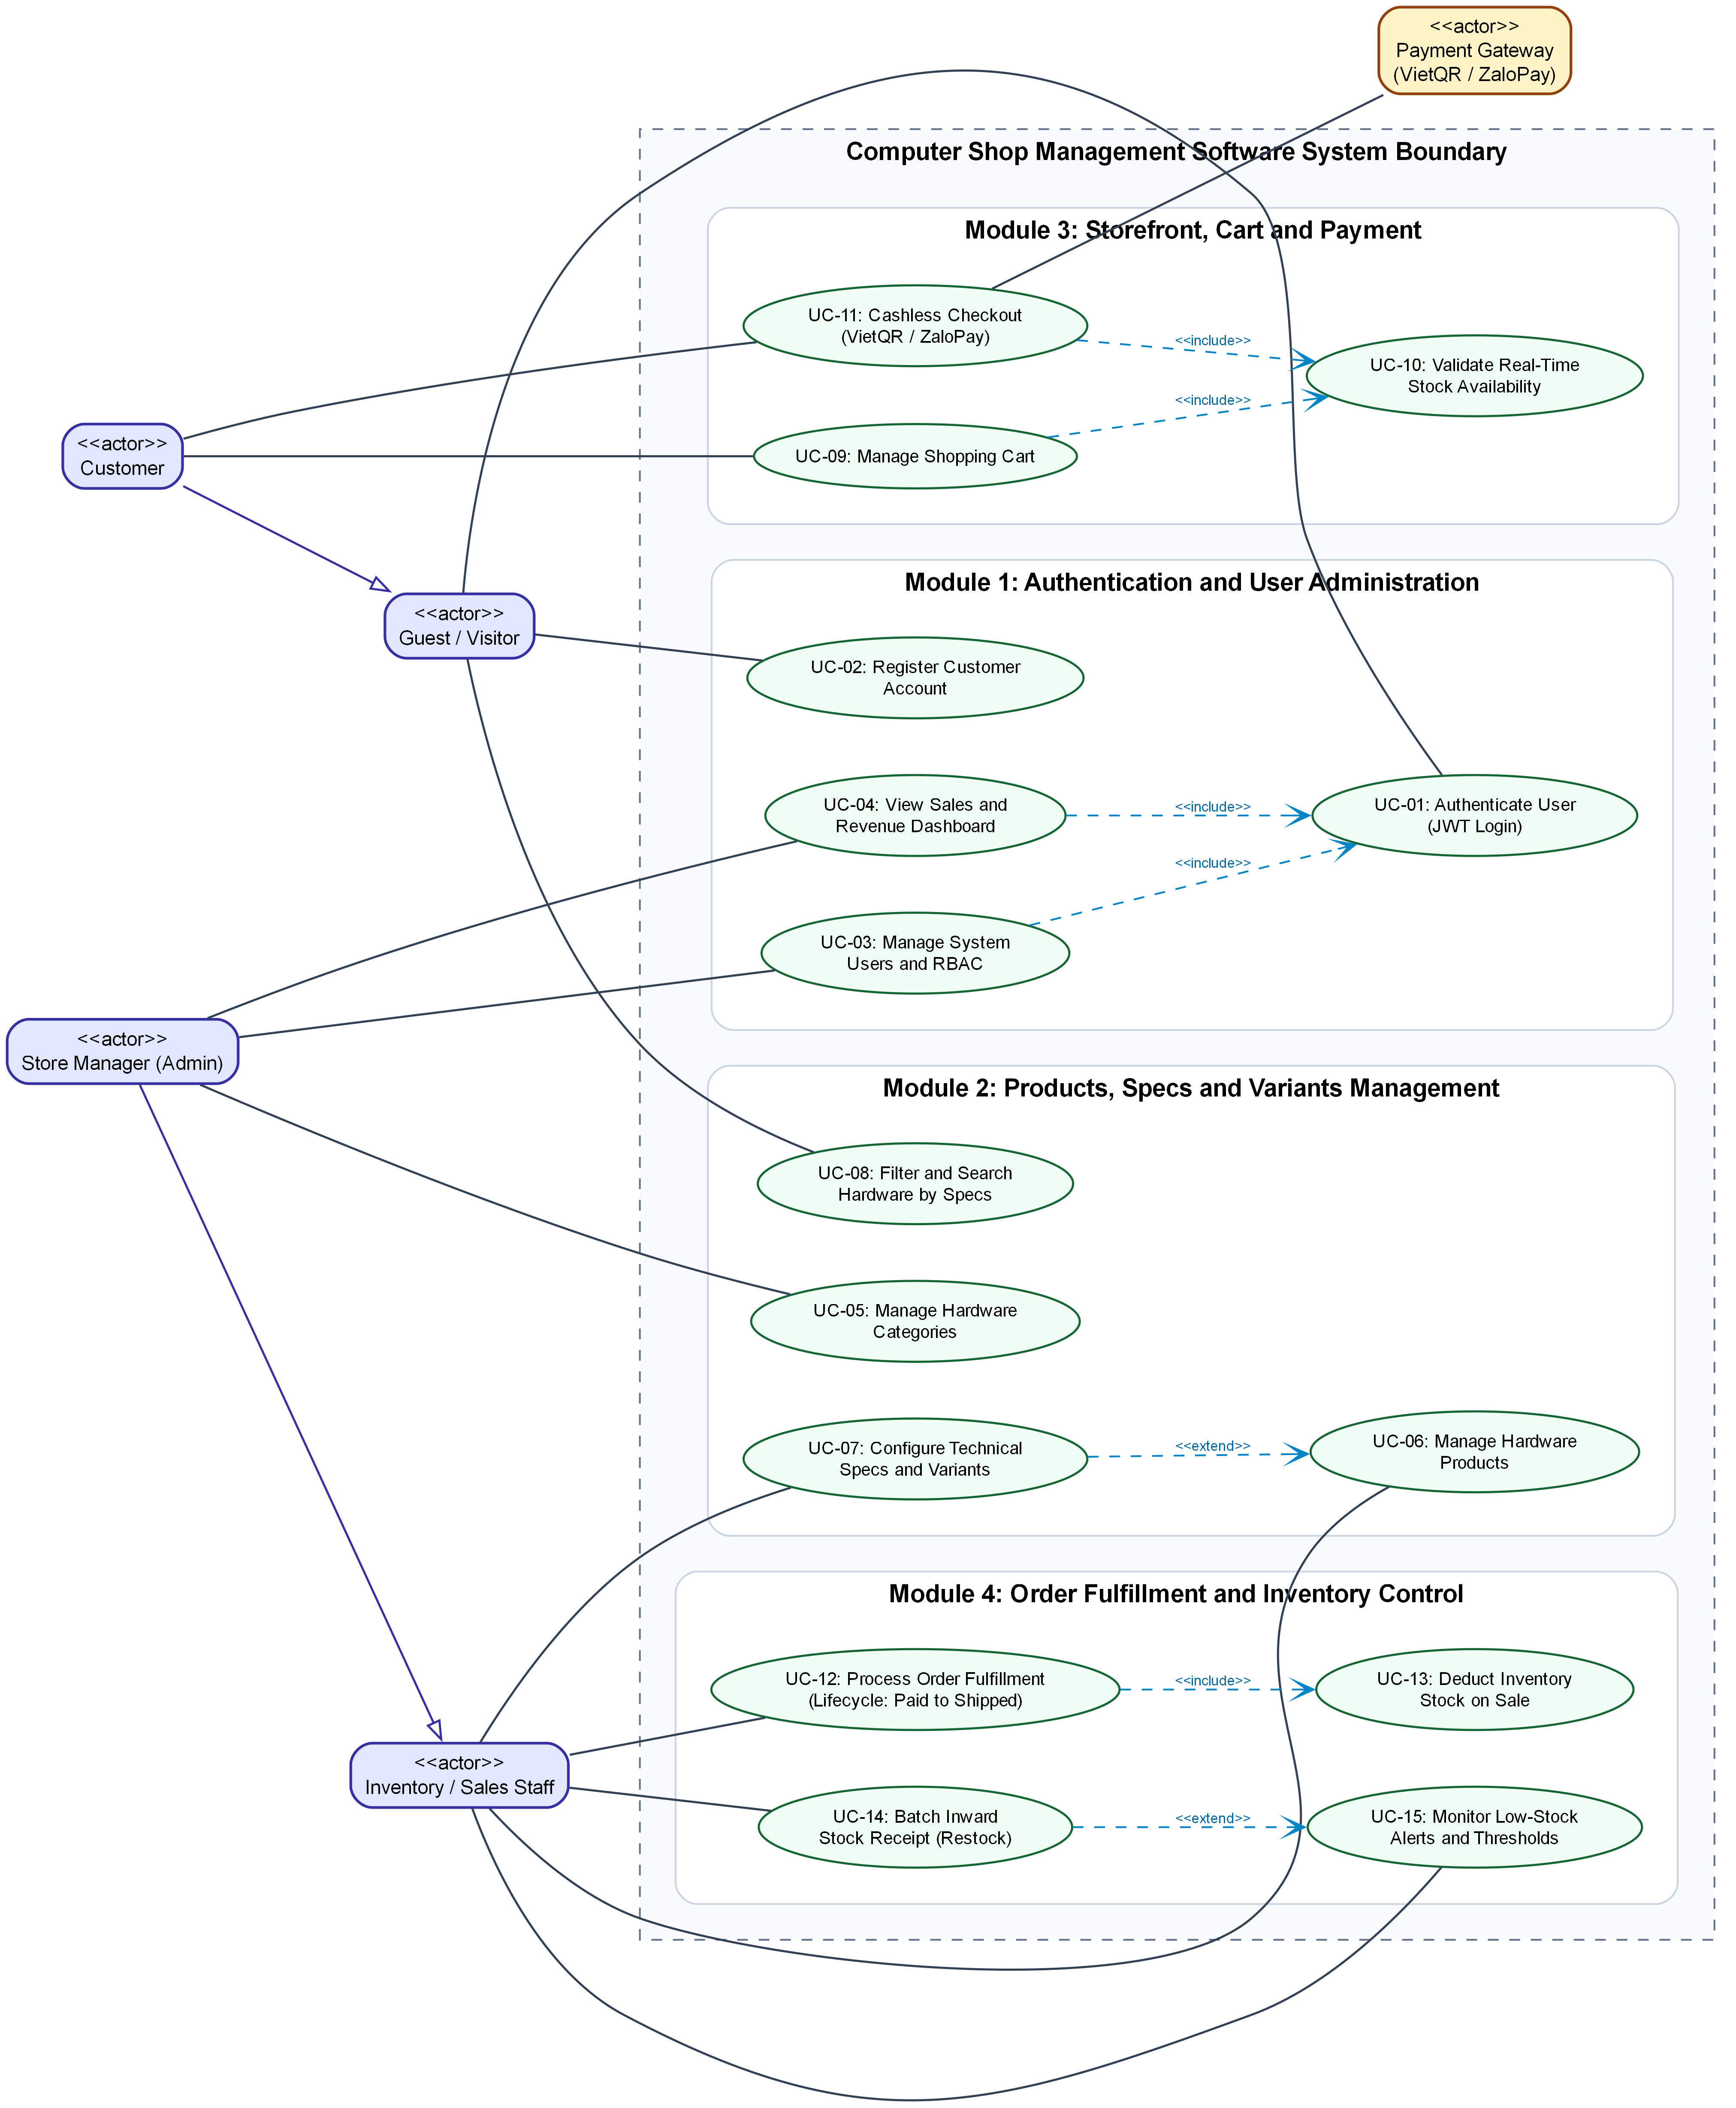 <<actor>>
Payment Gateway
(VietQR / ZaloPay)
Computer Shop Management Software System Boundary
Module 3: Storefront, Cart and Payment
UC-11: Cashless Checkout
(VietQR / ZaloPay)
<<include>>
UC-10: Validate Real-Time
Stock Availability
<<include>>
UC-09: Manage Shopping Cart
<<actor>>
Customer
Module 1: Authentication and User Administration
<<actor>>
Guest / Visitor
UC-02: Register Customer
Account
UC-04: View Sales and
Revenue Dashboard
<<include>>
UC-01: Authenticate User
(JWT Login)
<<include>>
UC-03: Manage System
Users and RBAC
<<actor>>
Store Manager (Admin)
Module 2: Products, Specs and Variants Management
UC-08: Filter and Search
Hardware by Specs
UC-05: Manage Hardware
Categories
UC-07: Configure Technical
Specs and Variants
<<extend>>
UC-06: Manage Hardware
Products
Module 4: Order Fulfillment and Inventory Control
UC-12: Process Order Fulfillment
(Lifecycle: Paid to Shipped)
<<include>>
UC-13: Deduct Inventory
Stock on Sale
<<actor>>
Inventory / Sales Staff
UC-14: Batch Inward
Stock Receipt (Restock)
<<extend>>
UC-15: Monitor Low-Stock
Alerts and Thresholds